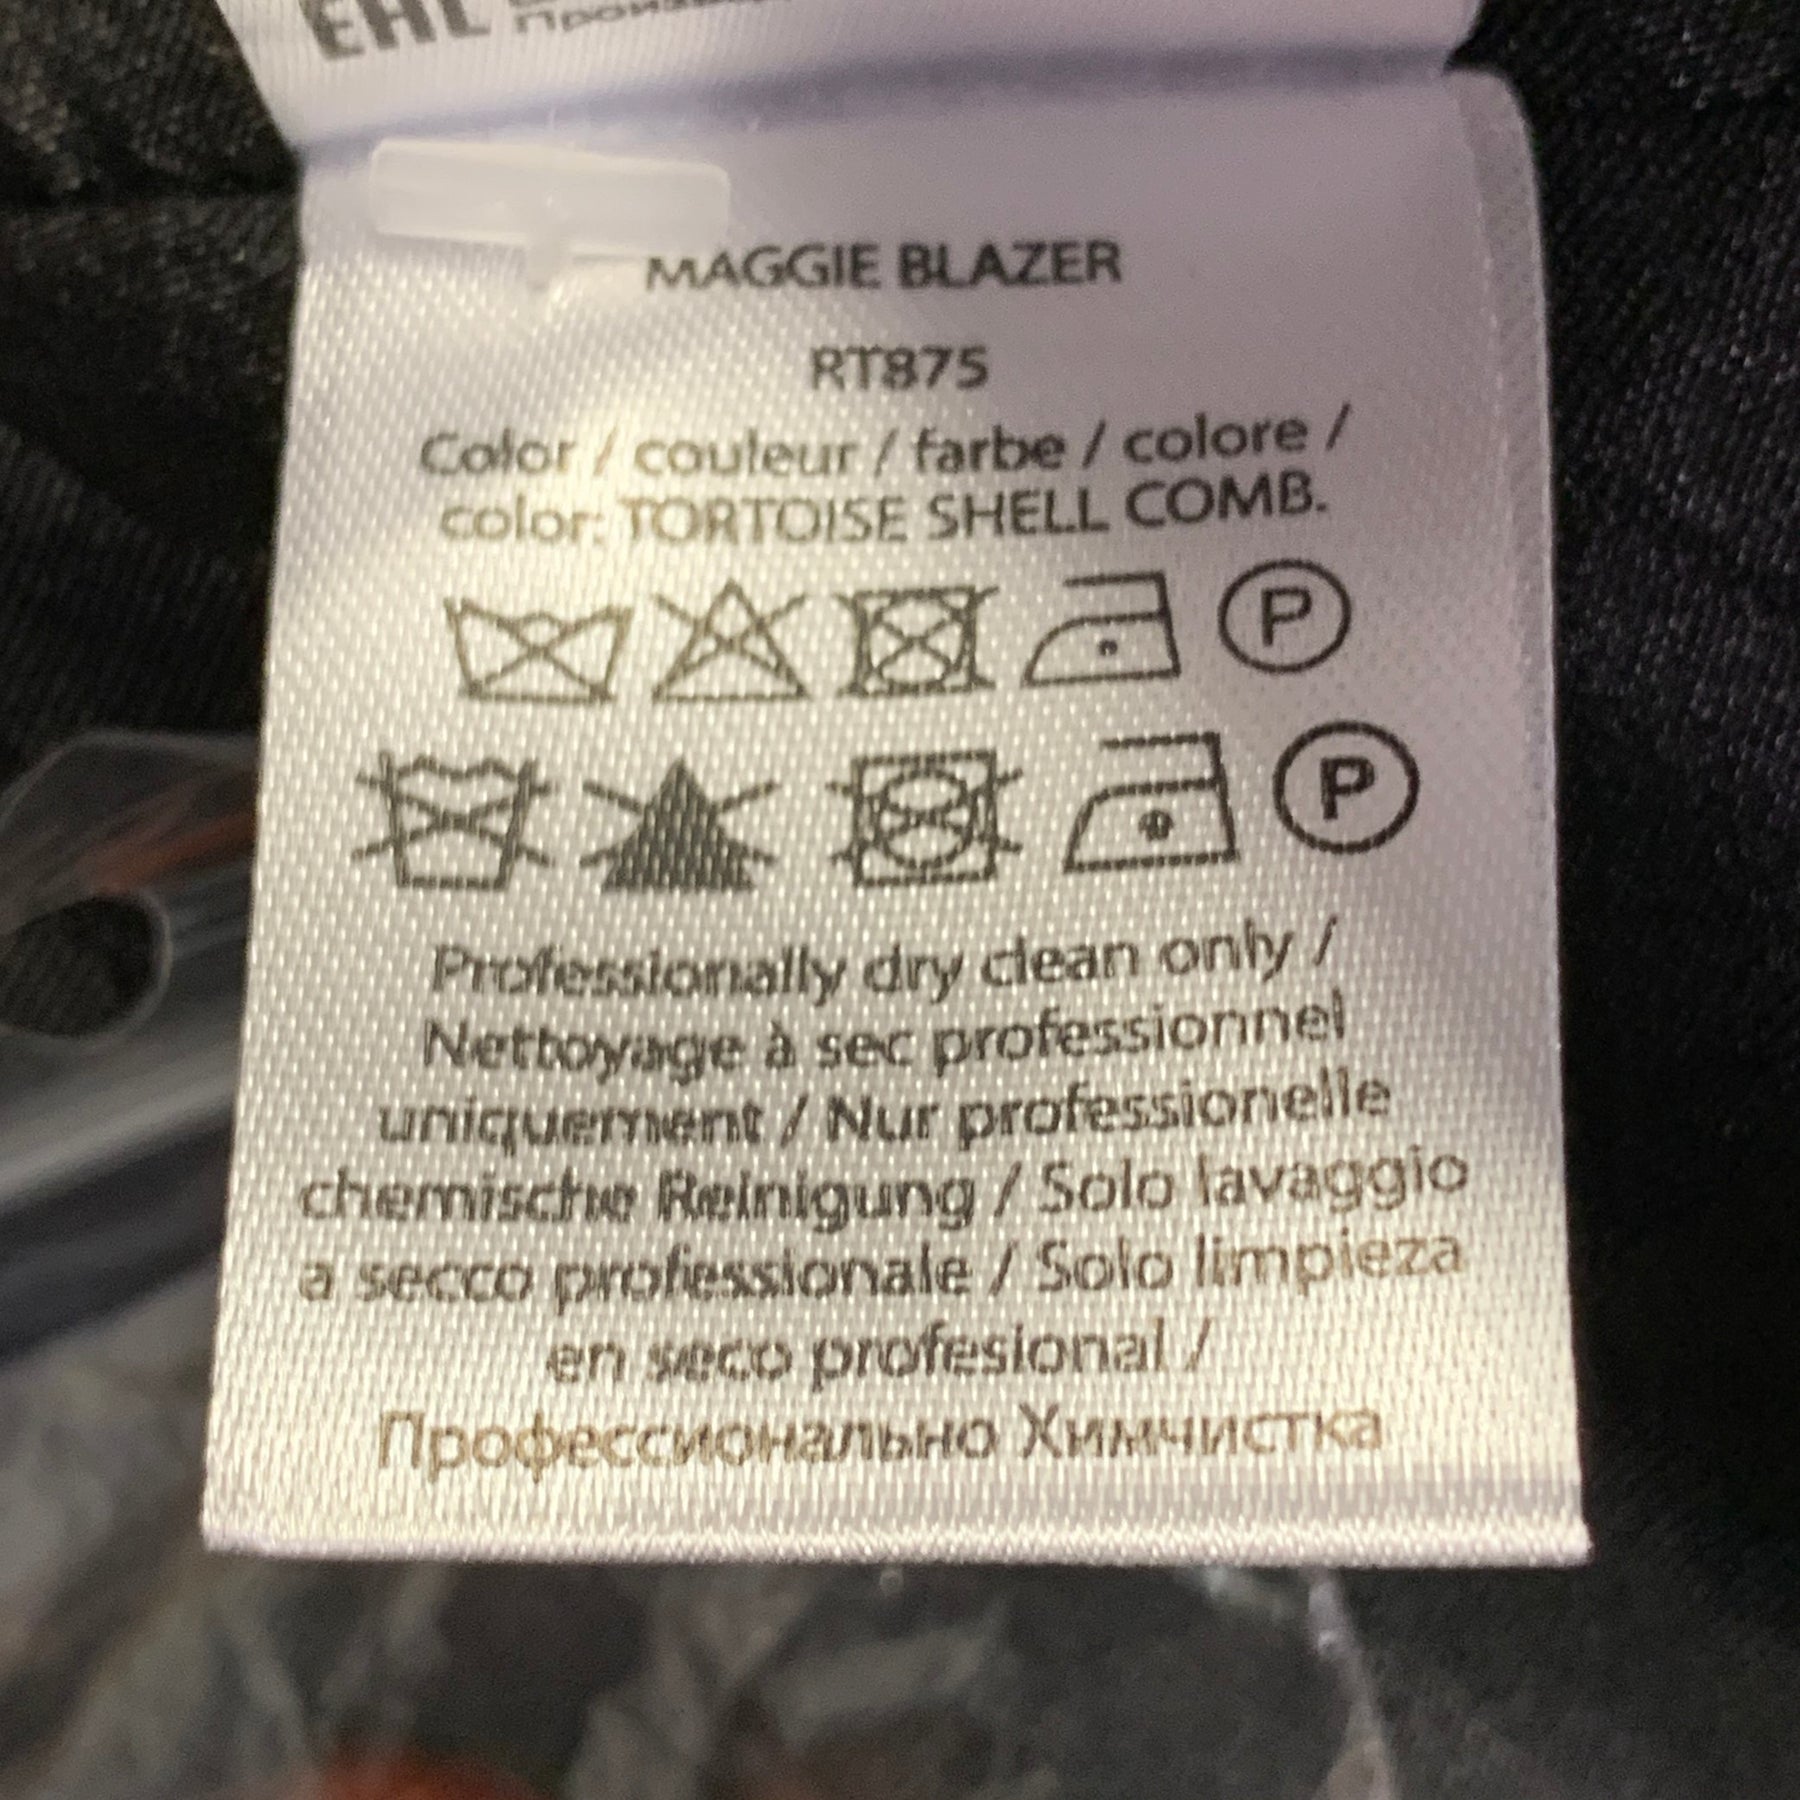 EAC
MAGGIE BLAZER
RT875
Color / couleur / farbe / colore /
color: TORTOISE SHELL COMB.
P
P
Professionally dry clean only /
Nettoyage à sec professionnel
uniquement / Nur professionelle
chemische Reinigung / Solo lavaggio
a secco professionale / Solo limpieza
en seco profesional /
Профессионально Химчистка